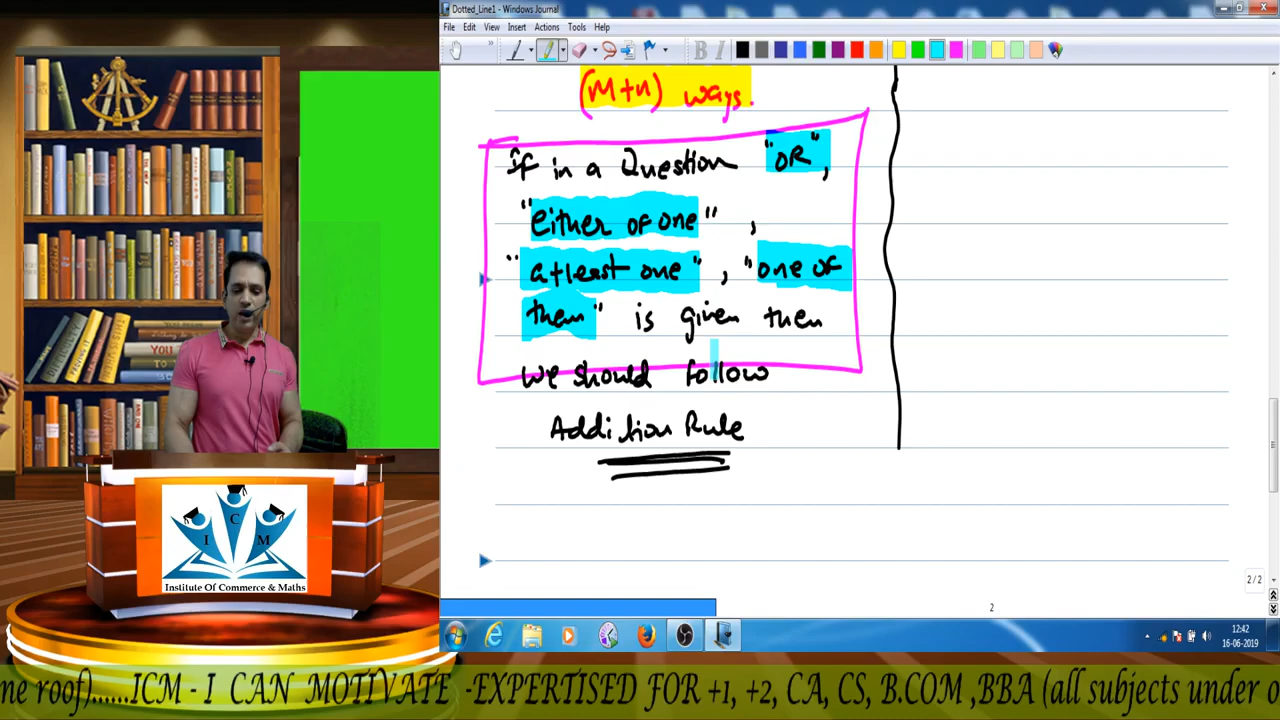 Dotted_Line1 - Windows Journal
File Edit View Insert Actions Tools Help
(M+n) ways.
If in a Question "OR",
"either of one" ,
"atleast one" , "one of
them" is given then
we should follow
Addition Rule
2/2
2
I C M
Institute Of Commerce & Maths
12:42
16-06-2019
ne roof)......ICM - I CAN MOTIVATE -EXPERTISED FOR +1, +2, CA, CS, B.COM ,BBA (all subjects under o